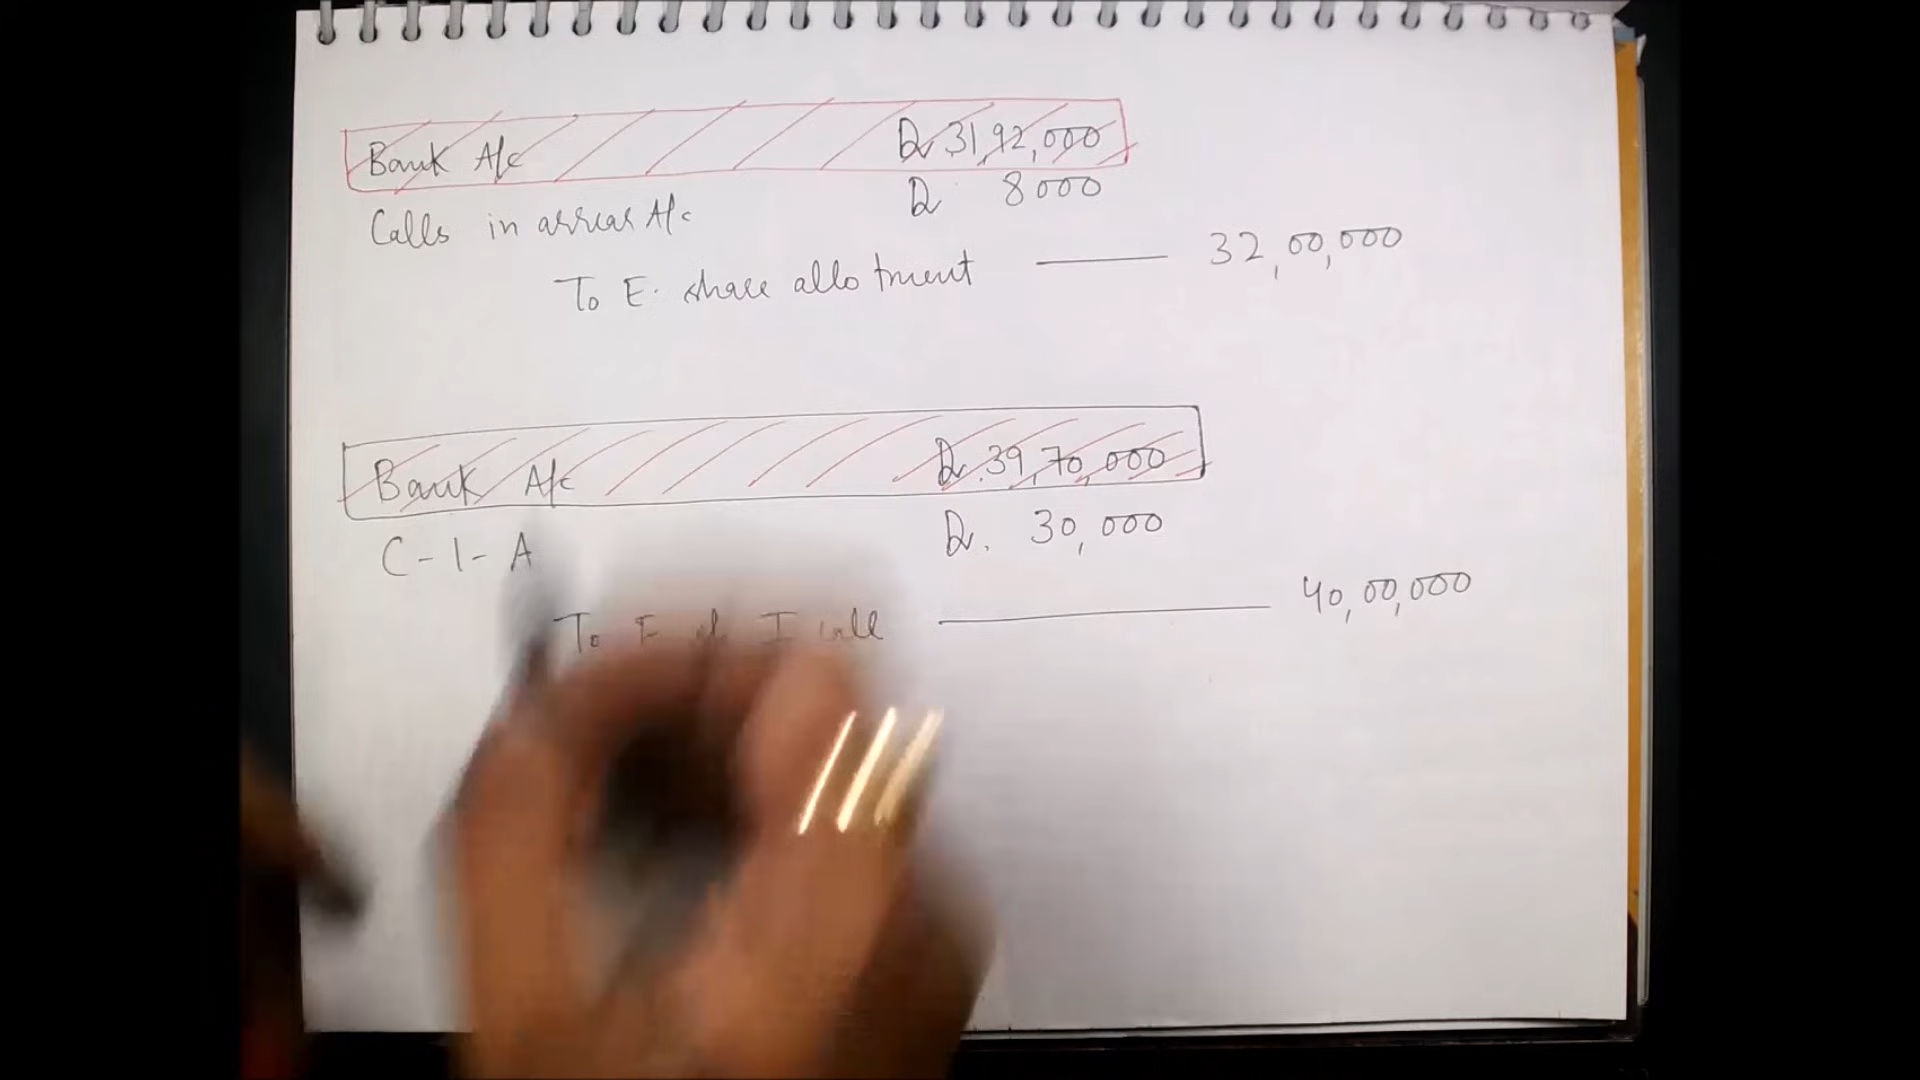 Bank A/c Dr 31,92,000
Calls in arrear A/c Dr 8000
To E. share allotment 32,00,000
Bank A/c Dr. 39,70,000
C-I-A Dr. 30,000
To E I call 40,00,000